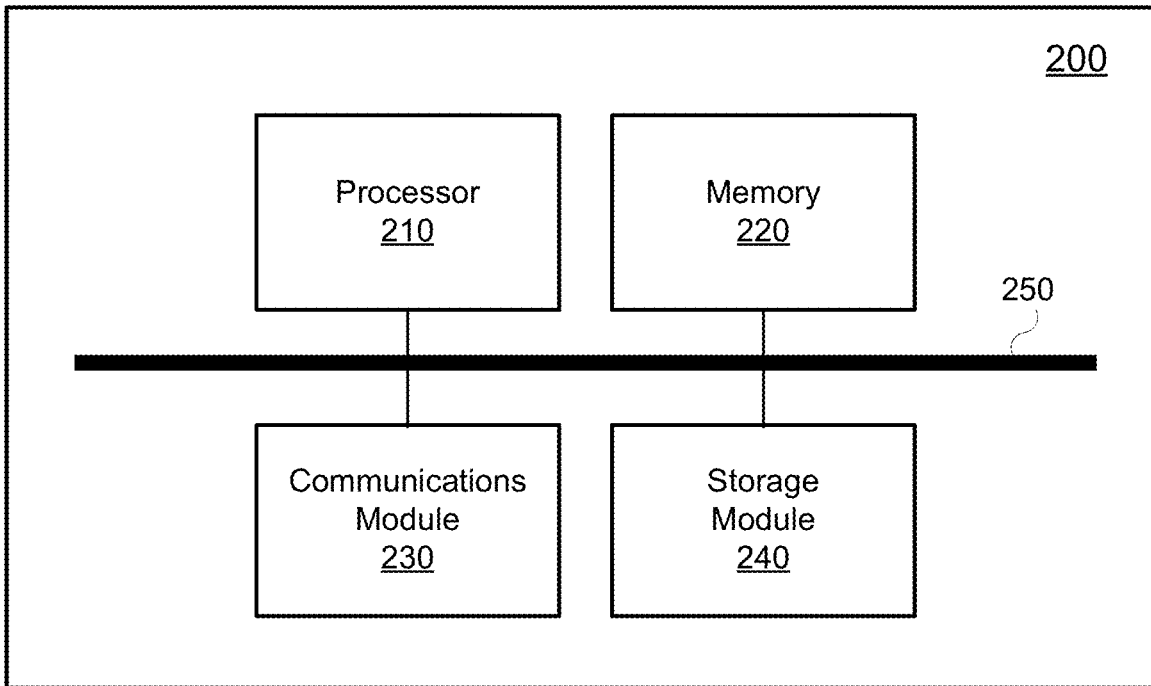 200
Processor
210
Memory
220
250
Communications
Module
230
Storage
Module
240